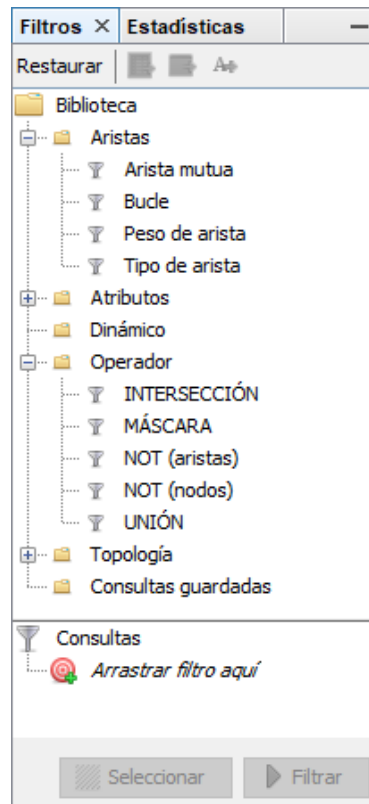 Filtros × Estadísticas
Restaurar
Biblioteca
Aristas
Arista mutua
Bucle
Peso de arista
Tipo de arista
Atributos
Dinámico
Operador
INTERSECCIÓN
MÁSCARA
NOT (aristas)
NOT (nodos)
UNIÓN
Topología
Consultas guardadas
Consultas
Arrastrar filtro aquí
Seleccionar Filtrar